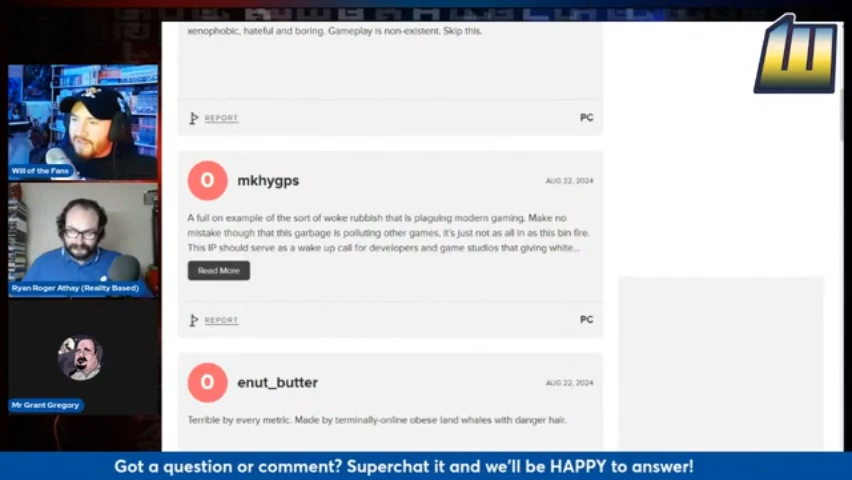 xenophobic, hateful and boring. Gameplay is non-existent. Skip this.
REPORT
PC
0
mkhygps
AUG 22, 2024
A full on example of the sort of woke rubbish that is plaguing modern gaming. Make no
mistake though that this garbage is polluting other games, it's just not as all in as this bin fire.
This IP should serve as a wake up call for developers and game studios that giving white...
Read More
REPORT
PC
0
enut_butter
AUG 22, 2024
Terrible by every metric. Made by terminally-online obese land whales with danger hair.
Will of the Fans
Ryan Roger Athay (Reality Based)
Mr Grant Gregory
Got a question or comment? Superchat it and we'll be HAPPY to answer!